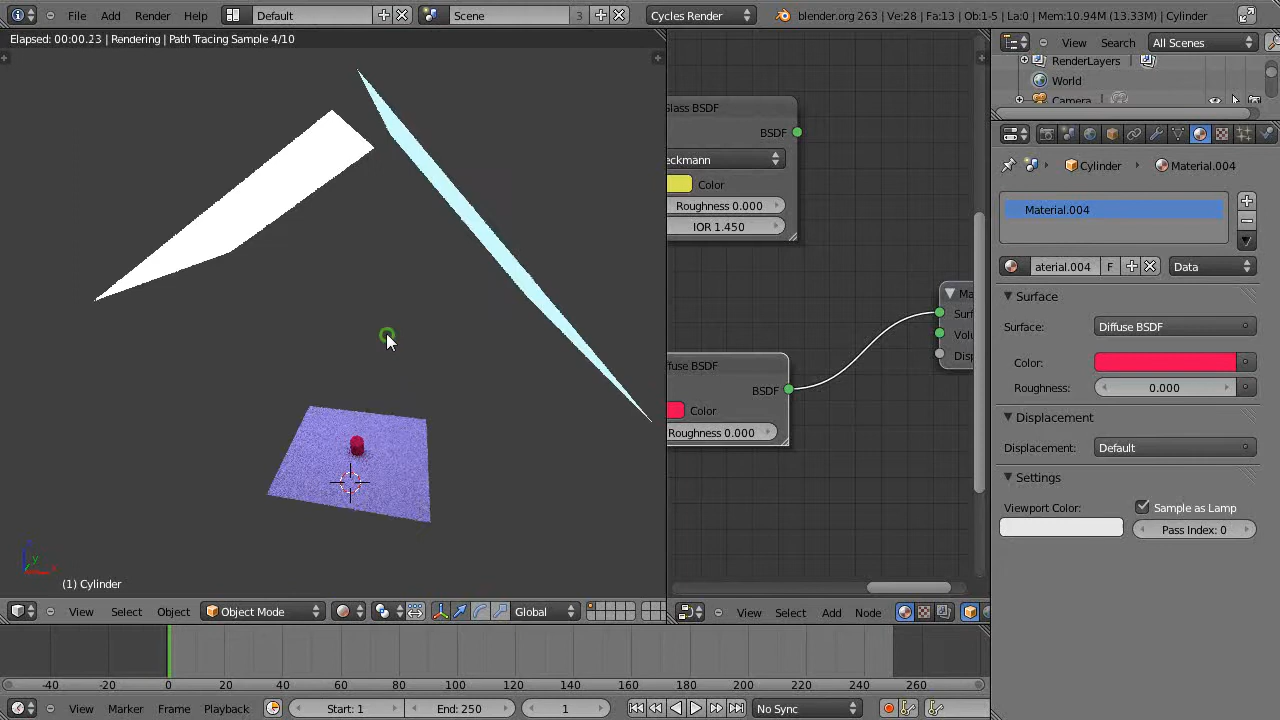 File Add Render Help Default Scene 3 Cycles Render blender.org 263 | Ve:28 | Fa:13 | Ob:1-5 | La:0 | Mem:10.94M (13.33M) | Cylinder
Elapsed: 00:00.23 | Rendering | Path Tracing Sample 4/10
View Search All Scenes
RenderLayers
World
Camera
lass BSDF
BSDF
eckmann
Color
Roughness 0.000
IOR 1.450
Ma
Surf
Volu
Disp
fuse BSDF
BSDF
Color
Roughness 0.000
Cylinder Material.004
Material.004
aterial.004 F Data
Surface
Surface: Diffuse BSDF
Color:
Roughness: 0.000
Displacement
Displacement: Default
Settings
Viewport Color: Sample as Lamp
Pass Index: 0
(1) Cylinder
View Select Object Object Mode Global
View Select Add Node
-40 -20 0 20 40 60 80 100 120 140 160 180 200 220 240 260
View Marker Frame Playback Start: 1 End: 250 1 No Sync